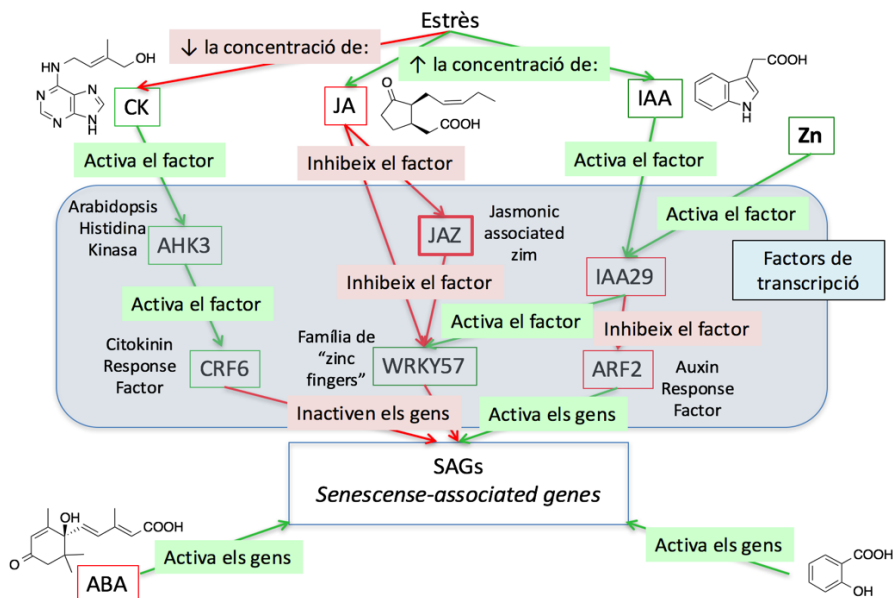 Estrès
↓ la concentració de:
↑ la concentració de:
HN
OH
N
N
N
N
H
CK
JA
O
COOH
IAA
COOH
N
H
Zn
Activa el factor
Inhibeix el factor
Activa el factor
Activa el factor
Arabidopsis
Histidina
Kinasa
AHK3
JAZ
Jasmonic
associated
zim
IAA29
Factors de
transcripció
Activa el factor
Inhibeix el factor
Activa el factor
Inhibeix el factor
Citokinin
Response
Factor
CRF6
Família de
“zinc
fingers”
WRKY57
ARF2
Auxin
Response
Factor
Inactiven els gens
Activa els gens
SAGs
Senescense-associated genes
OH
COOH
O
ABA
Activa els gens
Activa els gens
COOH
OH